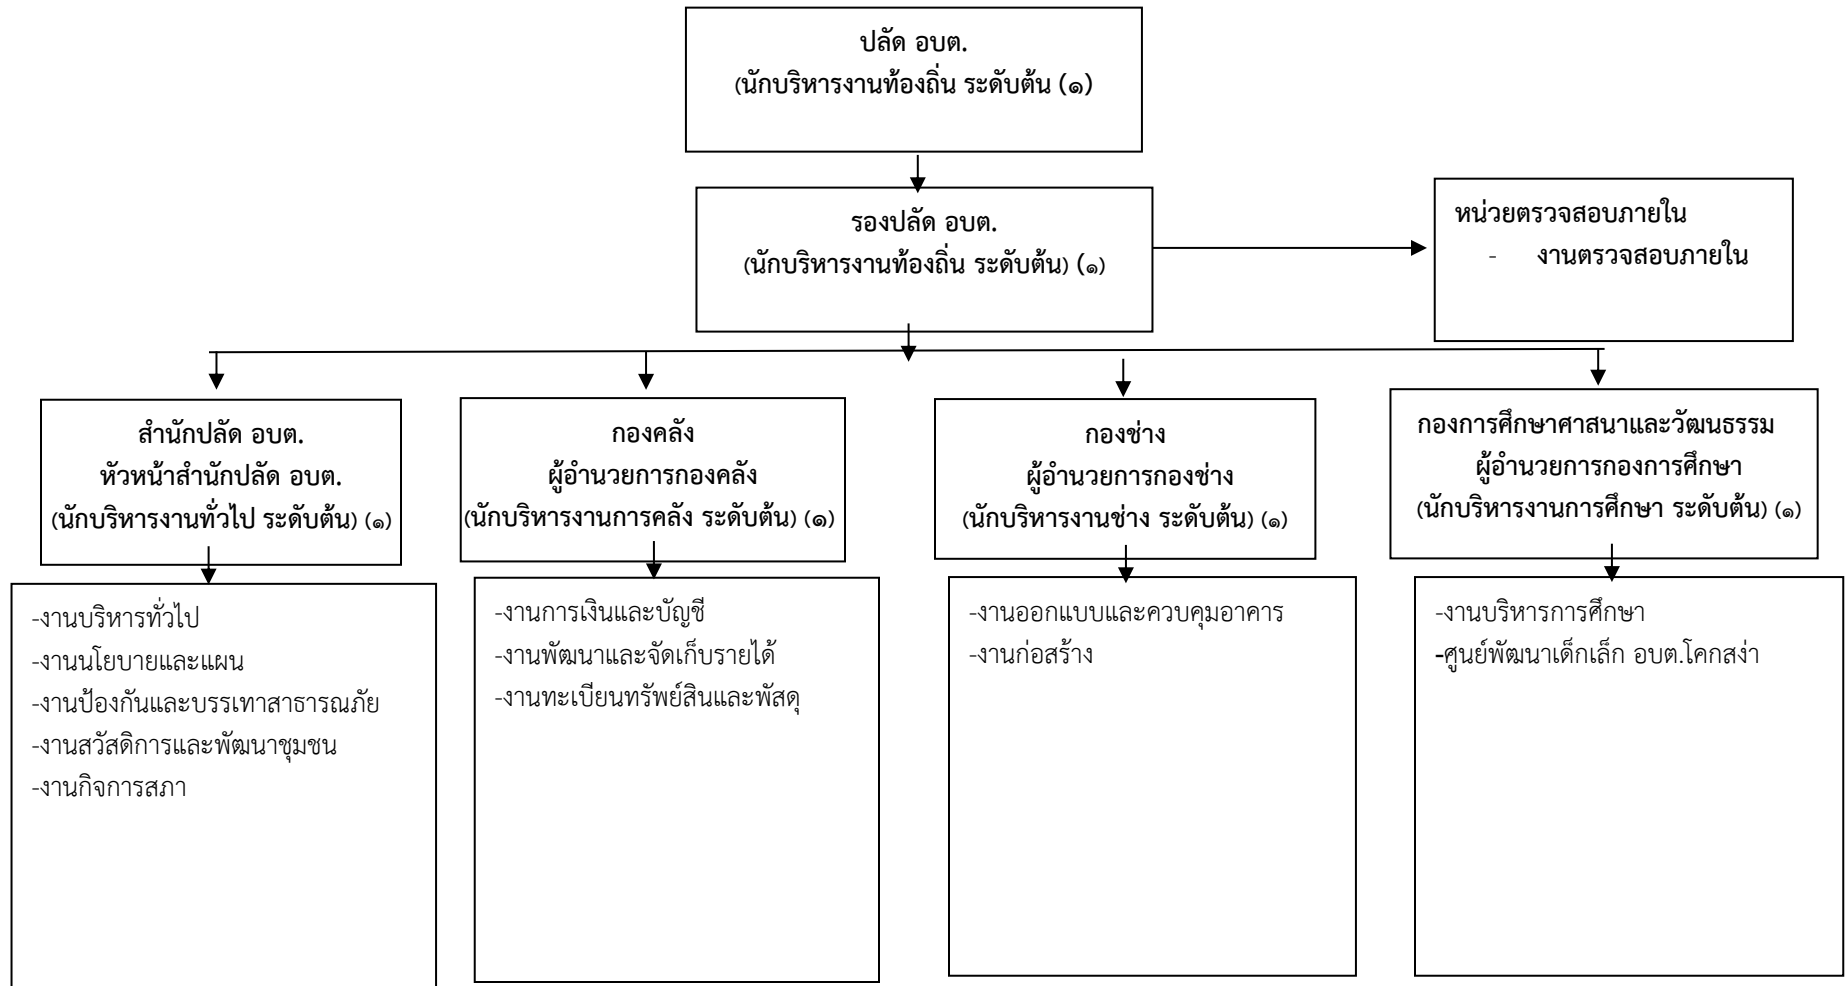 ปลัด อบต.
(นักบริหารงานท้องถิ่น ระดับต้น (๑)
รองปลัด อบต.
(นักบริหารงานท้องถิ่น ระดับต้น) (๑)
หน่วยตรวจสอบภายใน
- งานตรวจสอบภายใน
สำนักปลัด อบต.
หัวหน้าสำนักปลัด อบต.
(นักบริหารงานทั่วไป ระดับต้น) (๑)
กองคลัง
ผู้อำนวยการกองคลัง
(นักบริหารงานการคลัง ระดับต้น) (๑)
กองช่าง
ผู้อำนวยการกองช่าง
(นักบริหารงานช่าง ระดับต้น) (๑)
กองการศึกษาศาสนาและวัฒนธรรม
ผู้อำนวยการกองการศึกษา
(นักบริหารงานการศึกษา ระดับต้น) (๑)
-งานบริหารทั่วไป
-งานนโยบายและแผน
-งานป้องกันและบรรเทาสาธารณภัย
-งานสวัสดิการและพัฒนาชุมชน
-งานกิจการสภา
-งานการเงินและบัญชี
-งานพัฒนาและจัดเก็บรายได้
-งานทะเบียนทรัพย์สินและพัสดุ
-งานออกแบบและควบคุมอาคาร
-งานก่อสร้าง
-งานบริหารการศึกษา
-ศูนย์พัฒนาเด็กเล็ก อบต.โคกสง่า